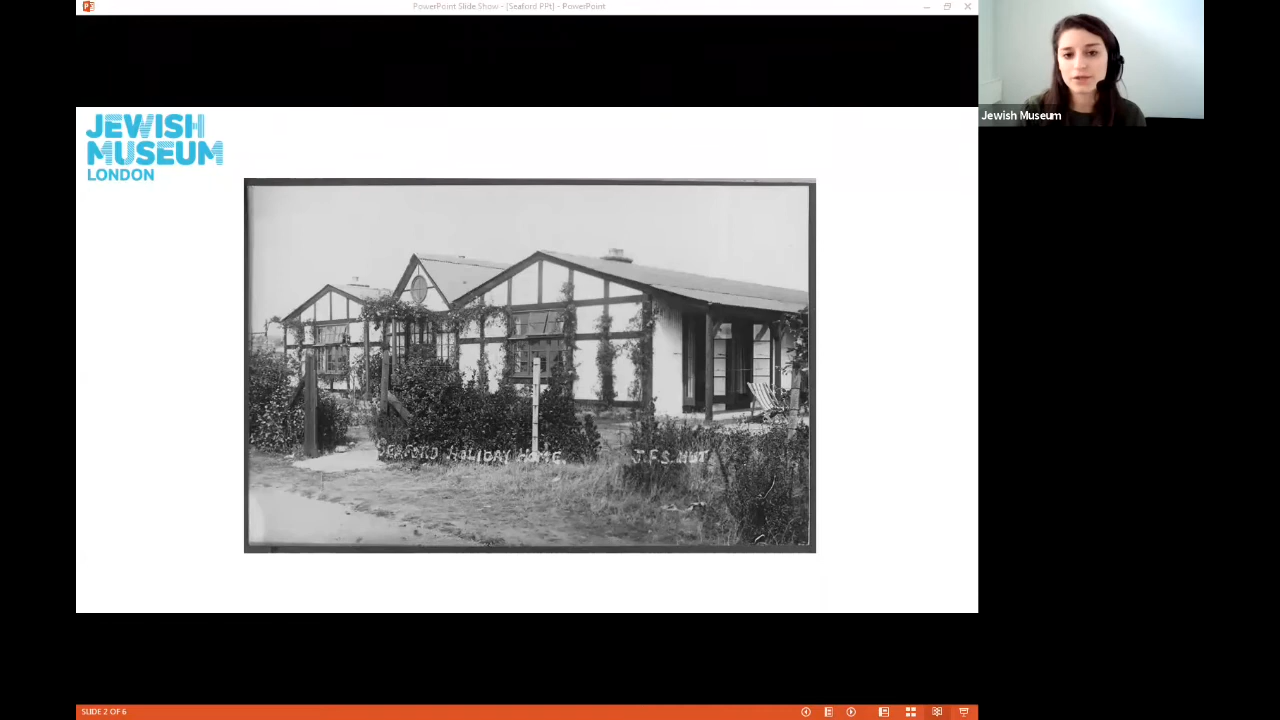 PowerPoint Slide Show - [Seaford PPt] - PowerPoint
JEWISH
MUSEUM
LONDON
Jewish Museum
SEAFORD HOLIDAY HOME. J.F.S. HUT
SLIDE 2 OF 6